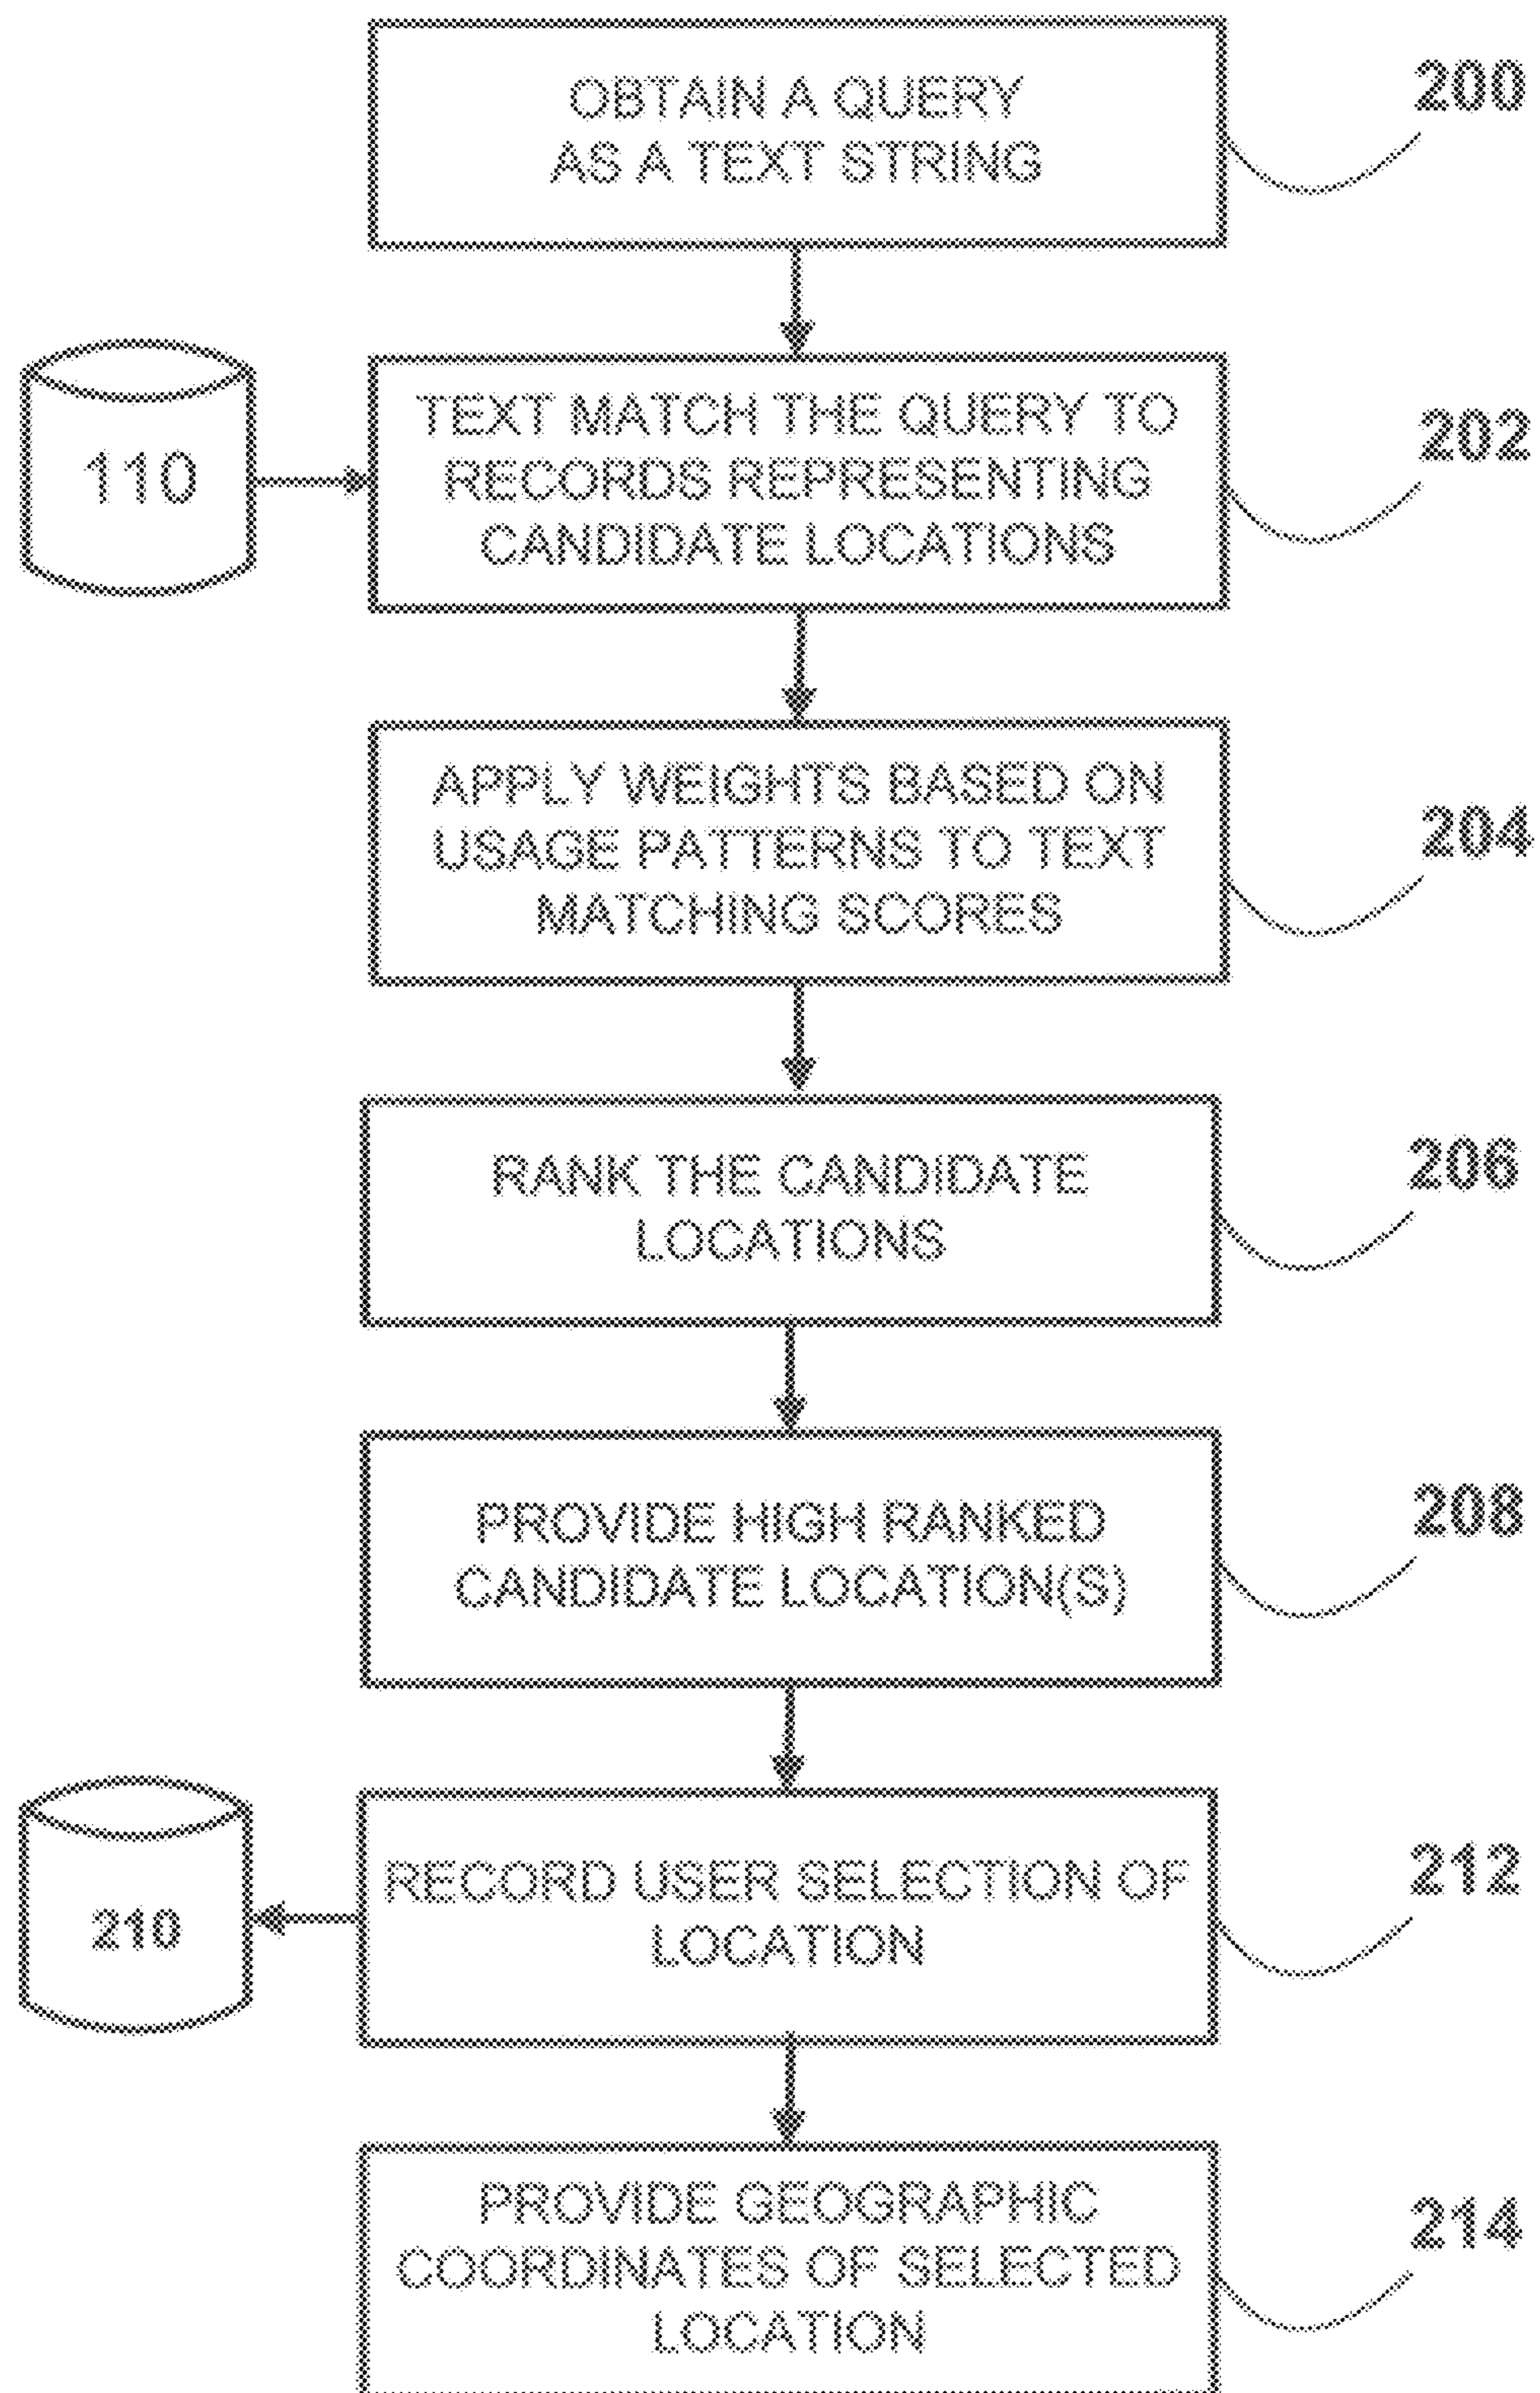 OBTAIN A QUERY
AS A TEXT STRING
200
110
TEXT MATCH THE QUERY TO
RECORDS REPRESENTING
CANDIDATE LOCATIONS
202
APPLY WEIGHTS BASED ON
USAGE PATTERNS TO TEXT
MATCHING SCORES
204
RANK THE CANDIDATE
LOCATIONS
206
PROVIDE HIGH RANKED
CANDIDATE LOCATION(S)
208
210
RECORD USER SELECTION OF
LOCATION
212
PROVIDE GEOGRAPHIC
COORDINATES OF SELECTED
LOCATION
214